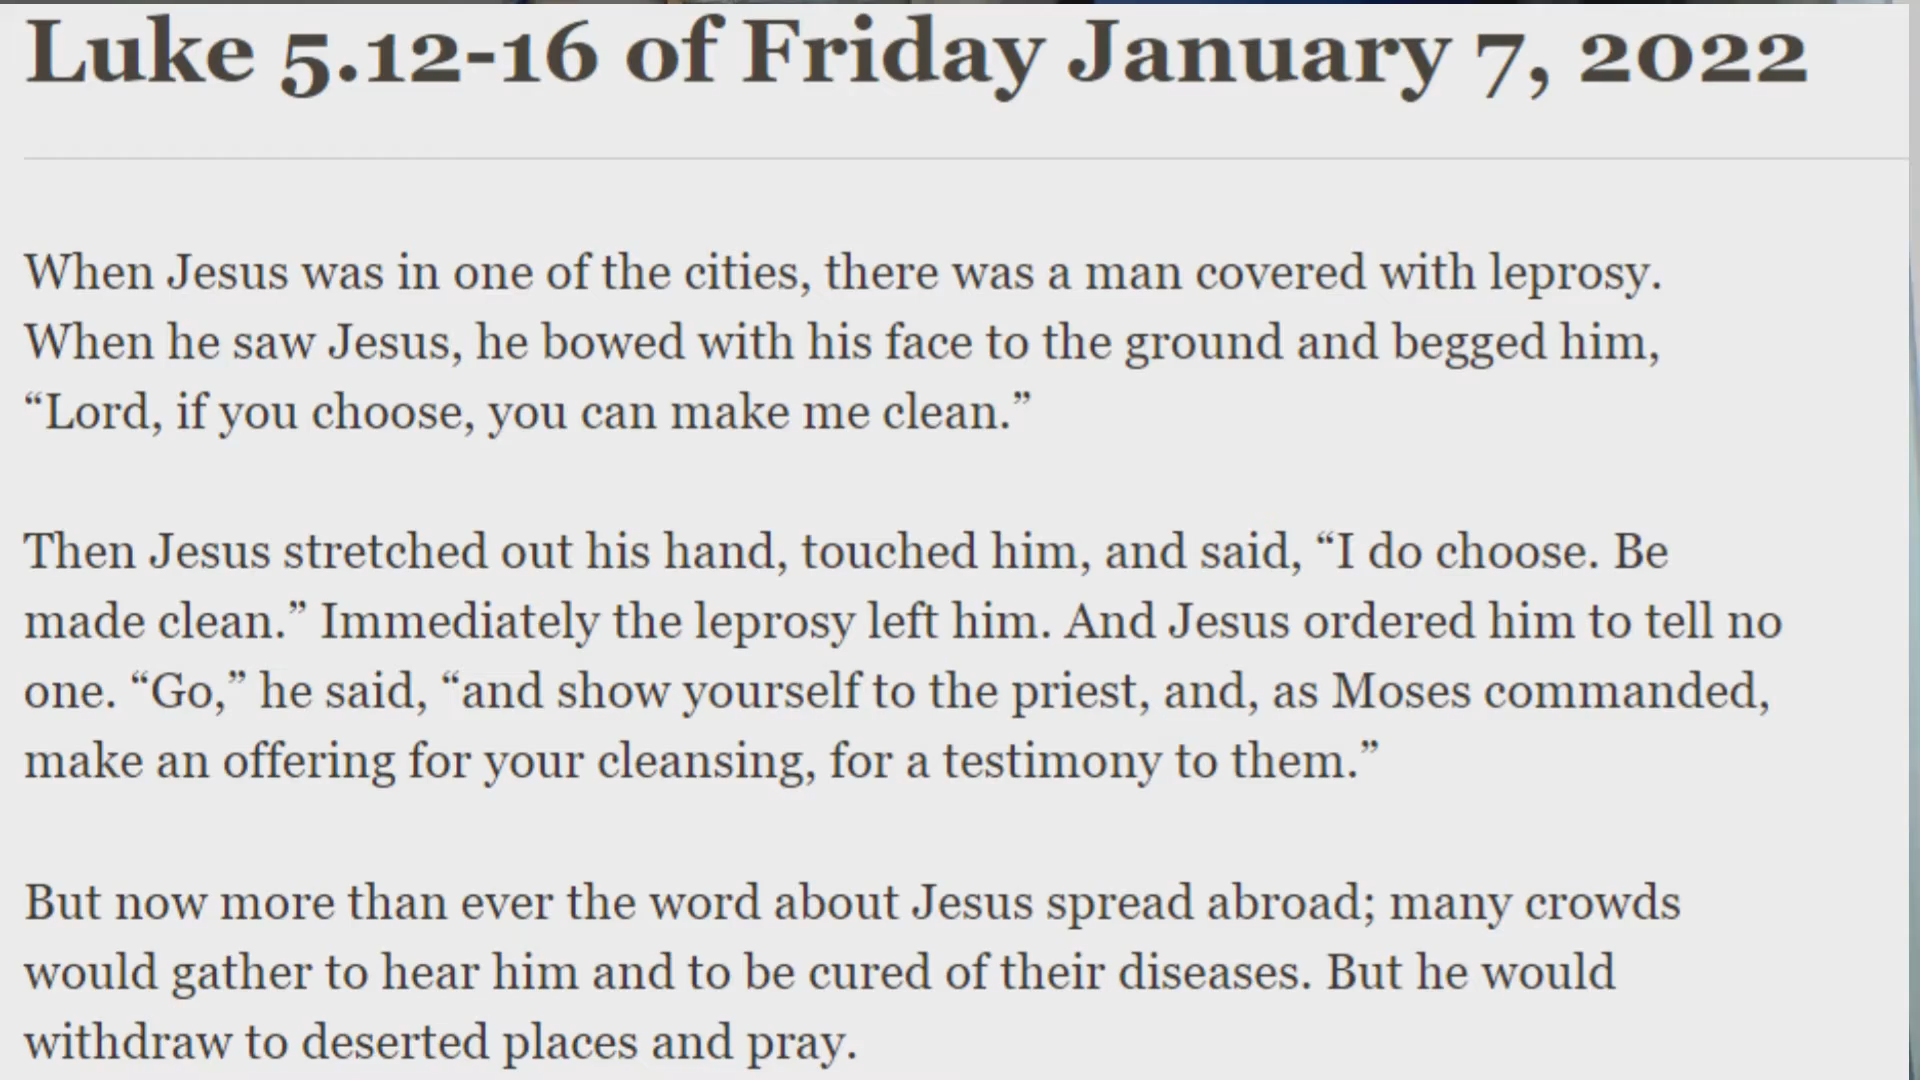 Luke 5.12-16 of Friday January 7, 2022
When Jesus was in one of the cities, there was a man covered with leprosy.
When he saw Jesus, he bowed with his face to the ground and begged him,
“Lord, if you choose, you can make me clean.”
Then Jesus stretched out his hand, touched him, and said, “I do choose. Be
made clean.” Immediately the leprosy left him. And Jesus ordered him to tell no
one. “Go,” he said, “and show yourself to the priest, and, as Moses commanded,
make an offering for your cleansing, for a testimony to them.”
But now more than ever the word about Jesus spread abroad; many crowds
would gather to hear him and to be cured of their diseases. But he would
withdraw to deserted places and pray.